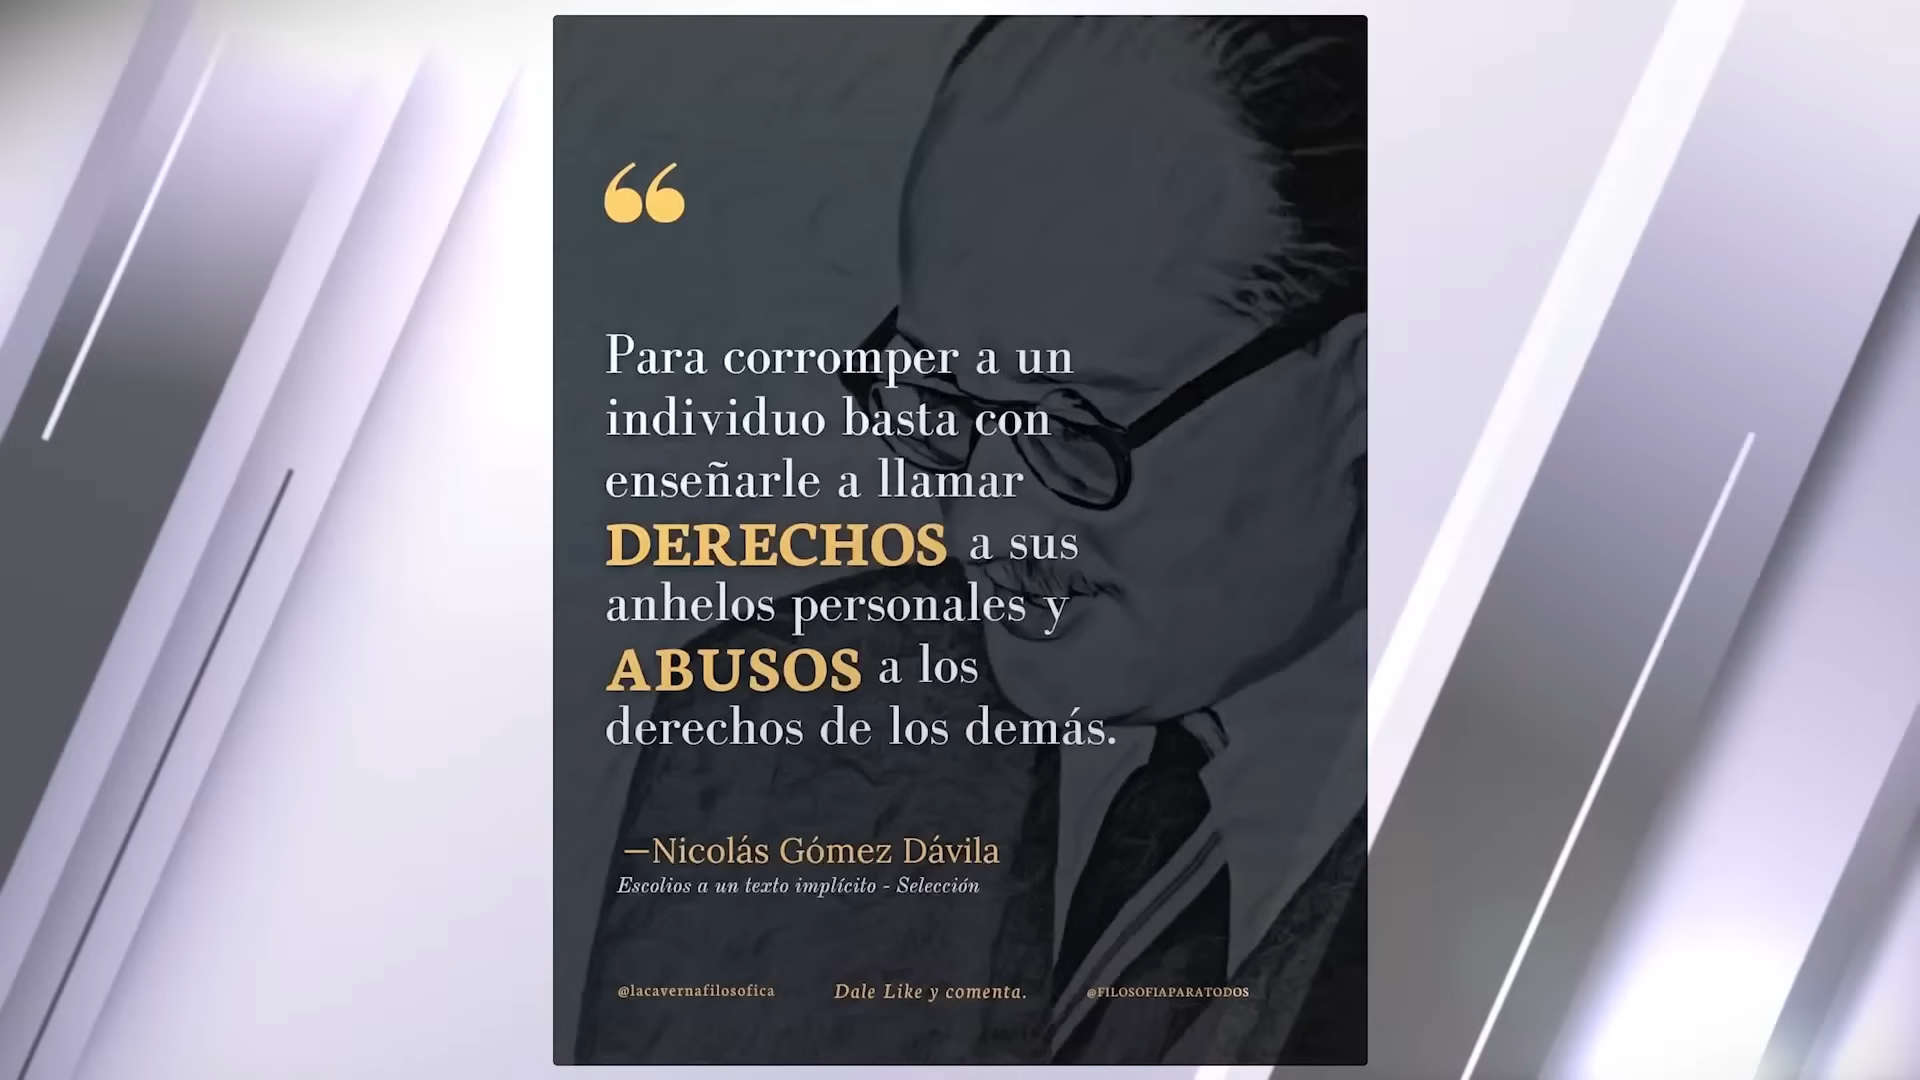 “
Para corromper a un
individuo basta con
enseñarle a llamar
DERECHOS a sus
anhelos personales y
ABUSOS a los
derechos de los demás.
—Nicolás Gómez Dávila
Escolios a un texto implícito - Selección
@lacavernafilosofica Dale Like y comenta. @FILOSOFIAPARATODOS